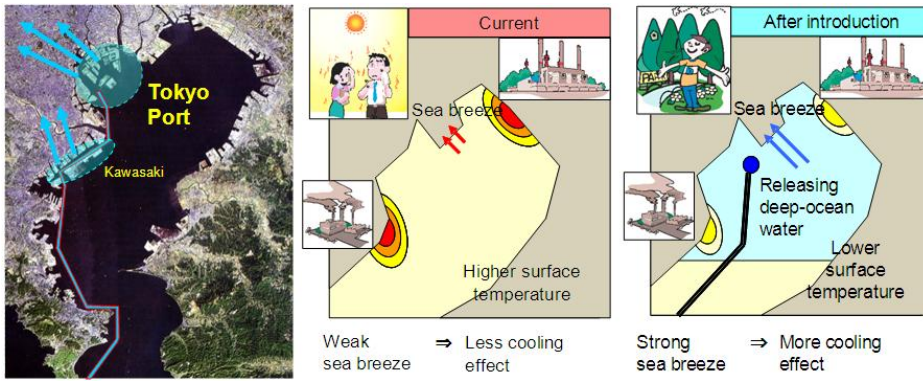 Tokyo
Port
Kawasaki
Current
Sea breeze
Higher surface
temperature
Weak
sea breeze
⇒ Less cooling
effect
After introduction
PAR
Sea breeze
Releasing
deep-ocean
water
Lower
surface
temperature
Strong
sea breeze
⇒ More cooling
effect